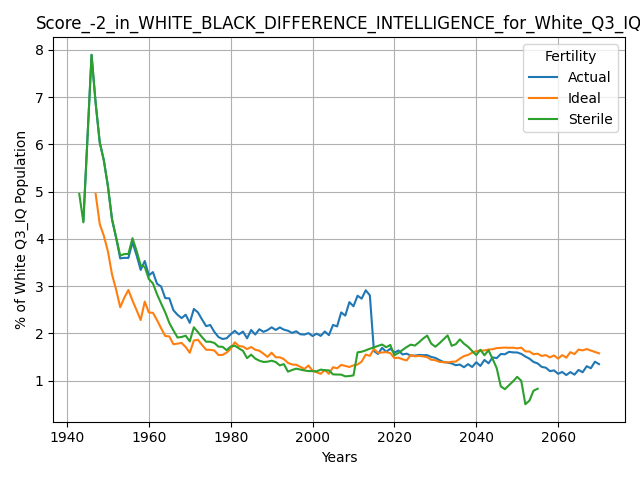 Score_-2_in_WHITE_BLACK_DIFFERENCE_INTELLIGENCE_for_White_Q3_IQ
Fertility
Actual
Ideal
Sterile
% of White Q3_IQ Population
8
7
6
5
4
3
2
1
1940 1960 1980 2000 2020 2040 2060
Years